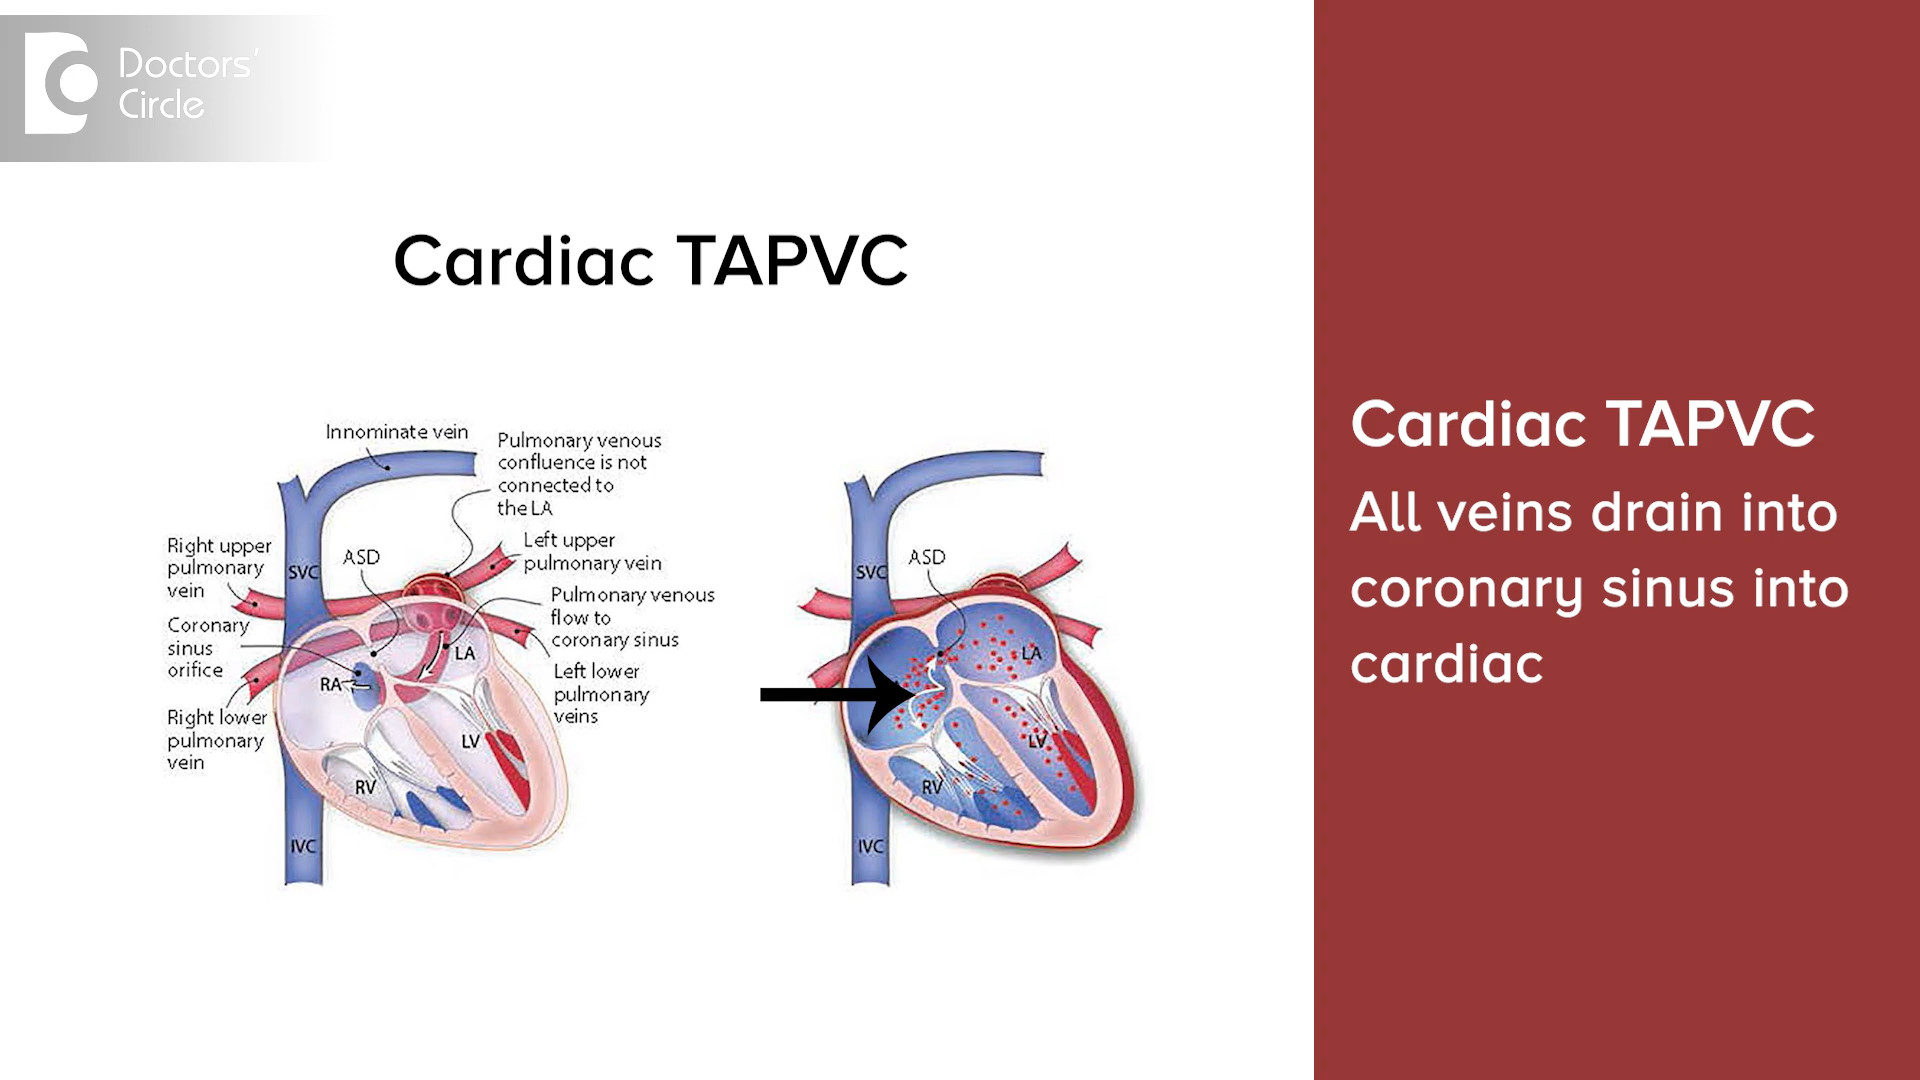 Doctors'
Circle
Cardiac TAPVC
Innominate vein
Pulmonary venous
confluence is not
connected to
the LA
Right upper
pulmonary
vein
SVC
ASD
Left upper
pulmonary vein
Pulmonary venous
flow to
coronary sinus
Coronary
sinus
orifice
LA
RA
Left lower
pulmonary
veins
Right lower
pulmonary
vein
LV
RV
IVC
SVC
ASD
LA
LV
RV
IVC
Cardiac TAPVC
All veins drain into
coronary sinus into
cardiac